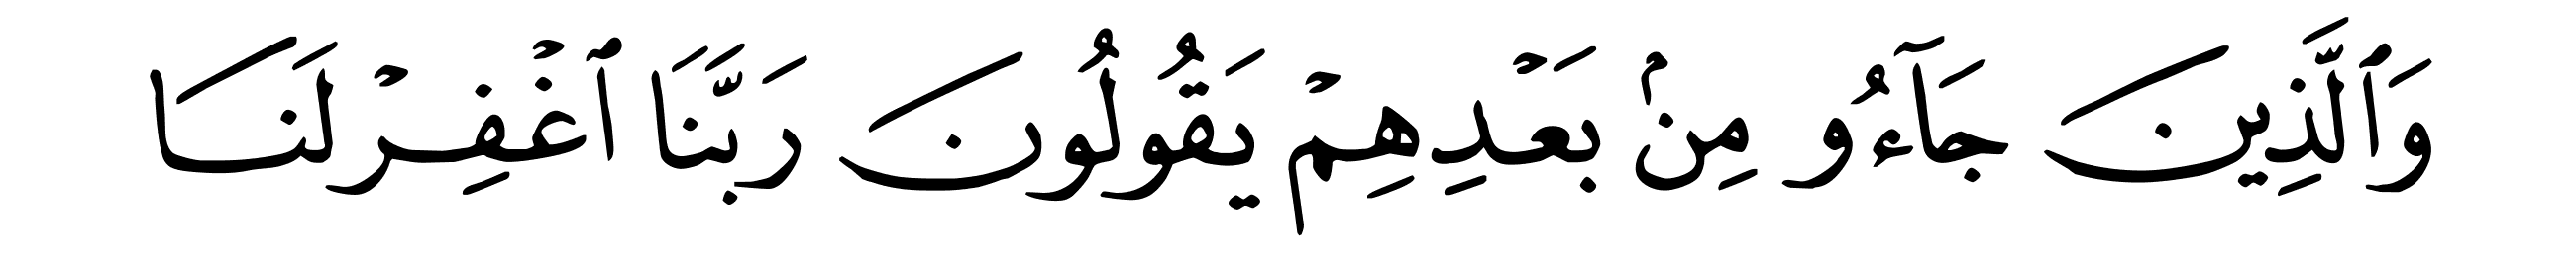 وَٱلَّذِينَ جَآءُو مِنۢ بَعْدِهِمْ يَقُولُونَ رَبَّنَا ٱغْفِرْ لَنَا